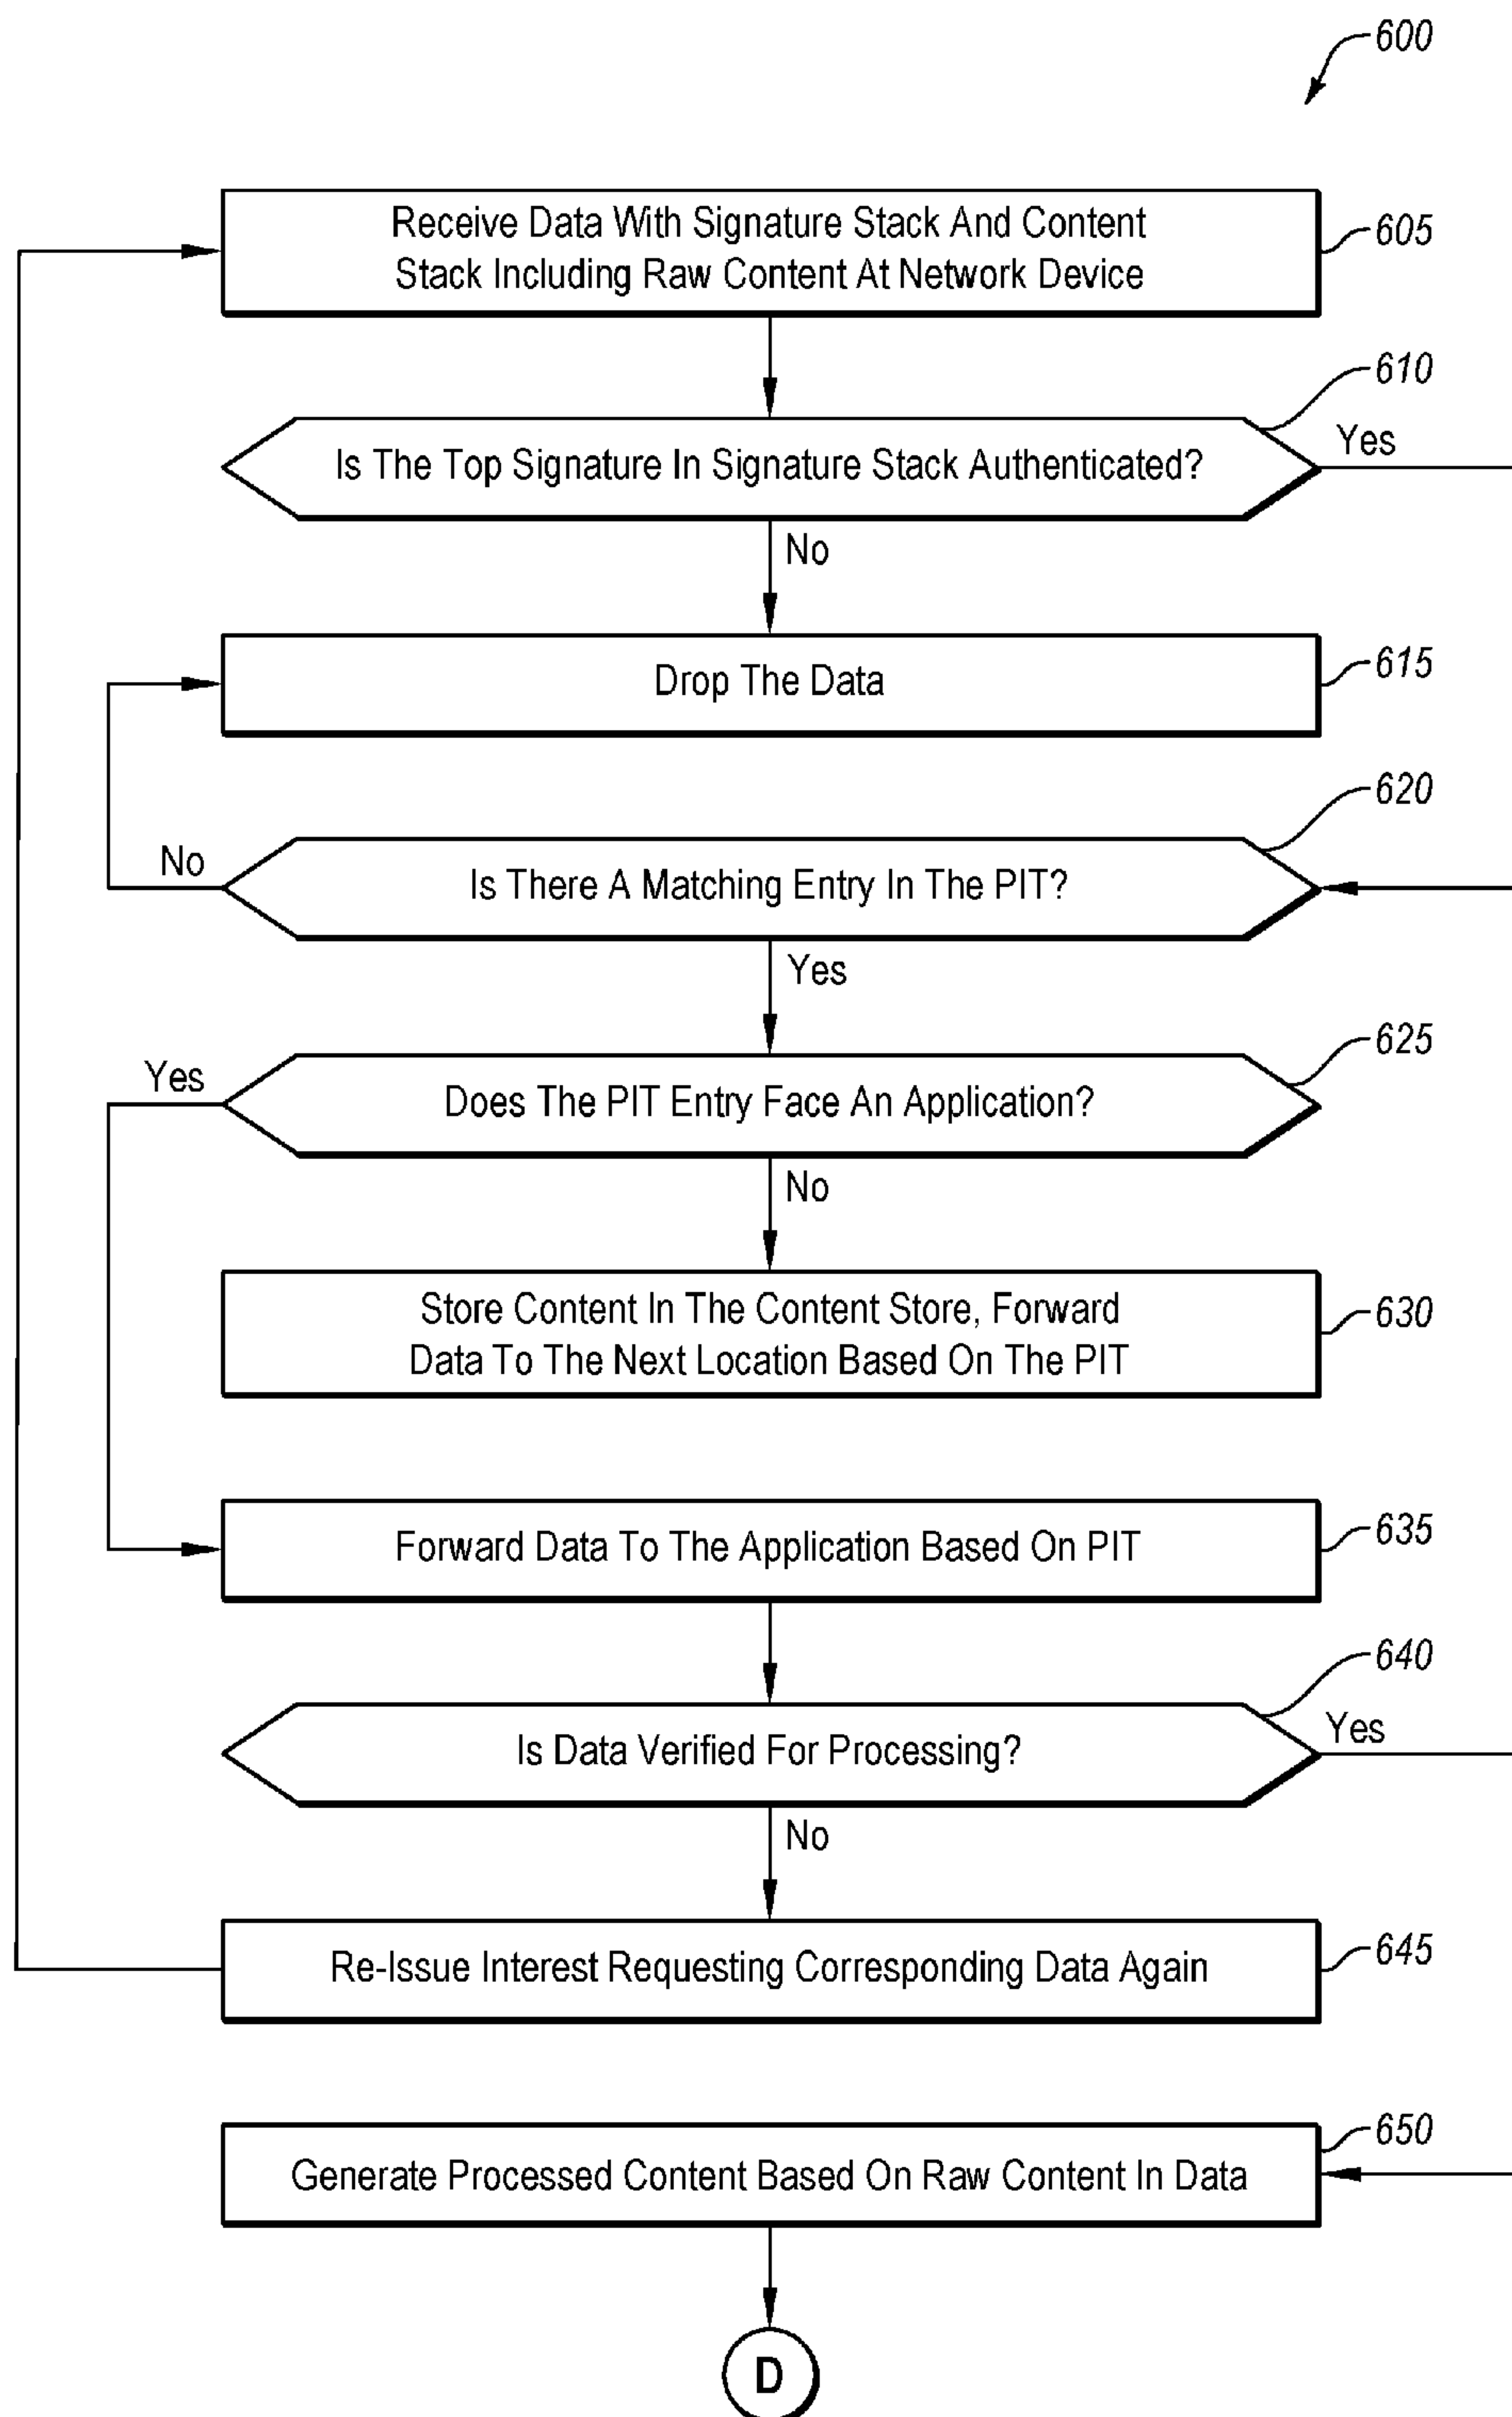 600
Receive Data With Signature Stack And Content
Stack Including Raw Content At Network Device
605
610
Is The Top Signature In Signature Stack Authenticated?
Yes
No
Drop The Data
615
620
No
Is There A Matching Entry In The PIT?
Yes
625
Yes
Does The PIT Entry Face An Application?
No
Store Content In The Content Store, Forward
Data To The Next Location Based On The PIT
630
Forward Data To The Application Based On PIT
635
640
Is Data Verified For Processing?
Yes
No
Re-Issue Interest Requesting Corresponding Data Again
645
650
Generate Processed Content Based On Raw Content In Data
D